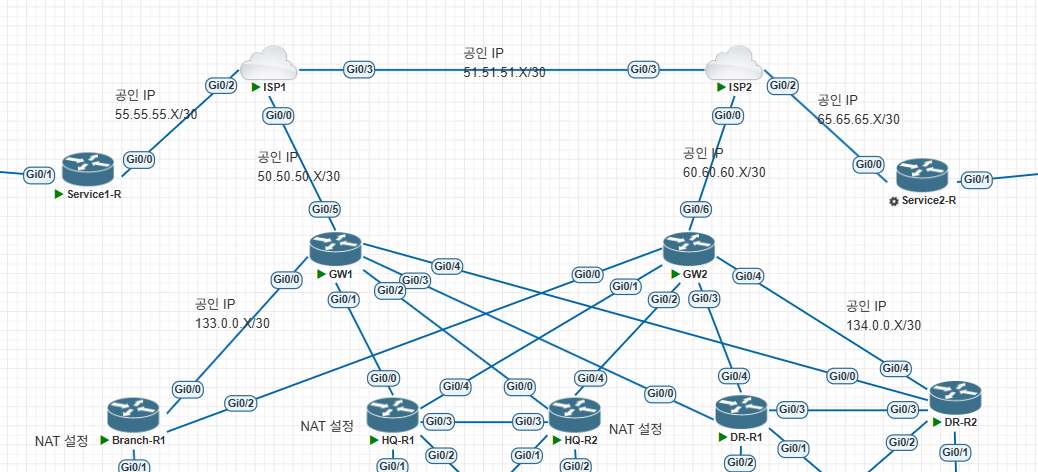 공인 IP
51.51.51.X/30
Gi0/3
Gi0/3
ISP1
ISP2
Gi0/2
Gi0/2
공인 IP
55.55.55.X/30
공인 IP
65.65.65.X/30
Gi0/0
Gi0/0
Gi0/0
Gi0/0
Gi0/1
Service1-R
공인 IP
50.50.50.X/30
공인 IP
60.60.60.X/30
Gi0/1
Service2-R
Gi0/5
Gi0/6
GW1
GW2
Gi0/0
Gi0/1
Gi0/2
Gi0/3
Gi0/4
Gi0/0
Gi0/1
Gi0/2
Gi0/3
Gi0/4
공인 IP
133.0.0.X/30
공인 IP
134.0.0.X/30
Gi0/0
Gi0/2
Gi0/0
Gi0/4
Gi0/0
Gi0/4
Gi0/0
Gi0/4
Gi0/0
Gi0/4
NAT 설정
Branch-R1
Gi0/1
NAT 설정
HQ-R1
Gi0/3
Gi0/3
HQ-R2
NAT 설정
Gi0/1
Gi0/2
Gi0/1
Gi0/2
DR-R1
Gi0/3
Gi0/3
DR-R2
Gi0/2
Gi0/1
Gi0/2
Gi0/1